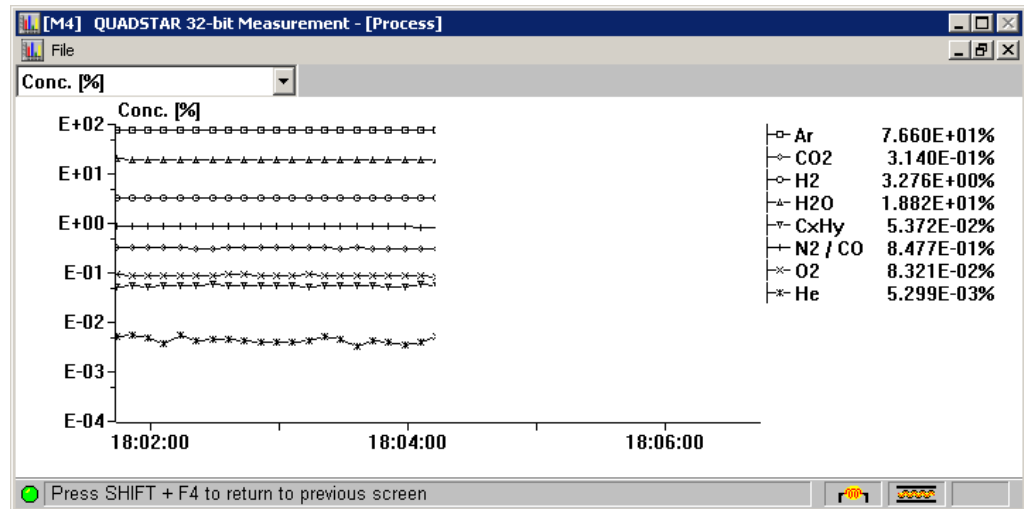 [M4] QUADSTAR 32-bit Measurement - [Process]
File
Conc. [%]
Conc. [%]
E+02
E+01
E+00
E-01
E-02
E-03
E-04
18:02:00 18:04:00 18:06:00
Ar 7.660E+01%
CO2 3.140E-01%
H2 3.276E+00%
H2O 1.882E+01%
CxHy 5.372E-02%
N2 / CO 8.477E-01%
O2 8.321E-02%
He 5.299E-03%
Press SHIFT + F4 to return to previous screen